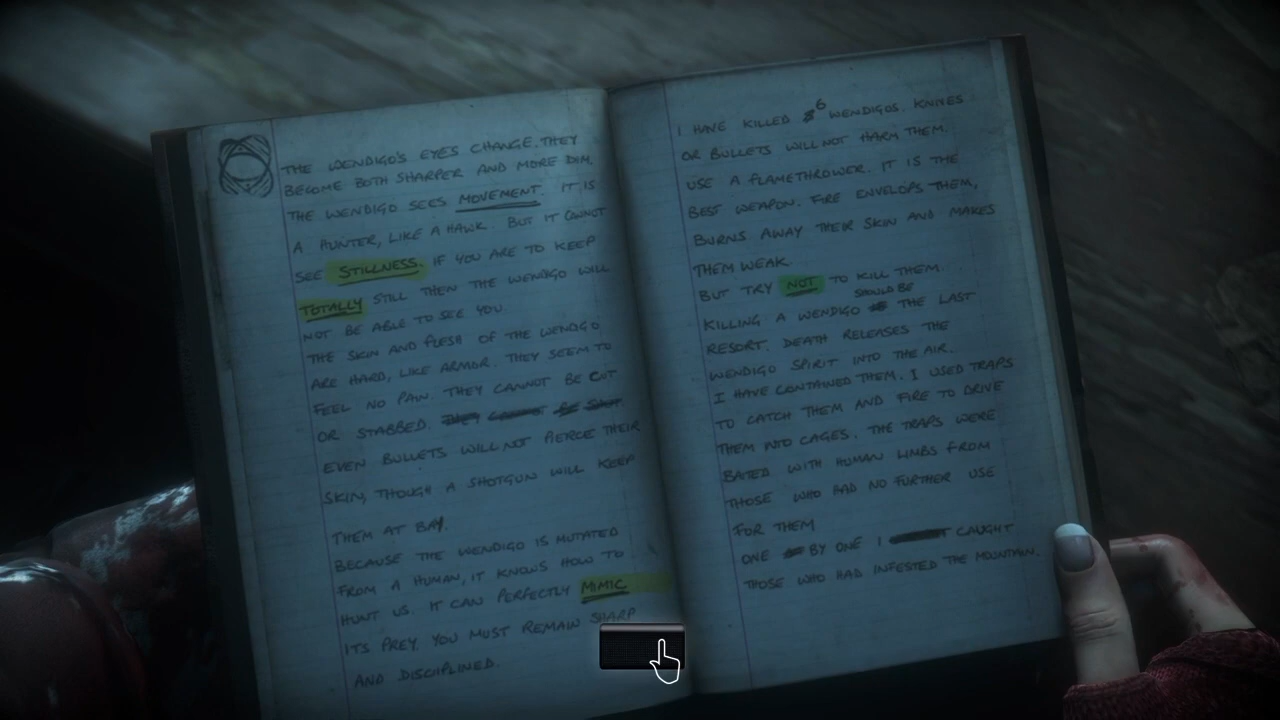 THE WENDIGO'S EYES CHANGE. THEY
BECOME BOTH SHARPER AND MORE DIM.
THE WENDIGO SEES MOVEMENT. IT IS
A HUNTER, LIKE A HAWK. BUT IT CANNOT
SEE STILLNESS. IF YOU ARE TO KEEP
TOTALLY STILL THEN THE WENDIGO WILL
NOT BE ABLE TO SEE YOU.
THE SKIN AND FLESH OF THE WENDIGO
ARE HARD, LIKE ARMOR. THEY SEEM TO
FEEL NO PAIN. THEY CANNOT BE CUT
OR STABBED. THEY CANNOT BE SHOT
EVEN BULLETS WILL NOT PIERCE THEIR
SKIN, THOUGH A SHOTGUN WILL KEEP
THEM AT BAY.
BECAUSE THE WENDIGO IS MUTATED
FROM A HUMAN, IT KNOWS HOW TO
HUNT US. IT CAN PERFECTLY MIMIC
ITS PREY. YOU MUST REMAIN SHARP
AND DISCIPLINED.
I HAVE KILLED 6 WENDIGOS. KNIVES
OR BULLETS WILL NOT HARM THEM.
USE A FLAMETHROWER. IT IS THE
BEST WEAPON. FIRE ENVELOPS THEM,
BURNS AWAY THEIR SKIN AND MAKES
THEM WEAK.
BUT TRY NOT TO KILL THEM.
KILLING A WENDIGO SHOULD BE THE LAST
RESORT. DEATH RELEASES THE
WENDIGO SPIRIT INTO THE AIR.
I HAVE CONTAINED THEM. I USED TRAPS
TO CATCH THEM AND FIRE TO DRIVE
THEM INTO CAGES. THE TRAPS WERE
BAITED WITH HUMAN LIMBS FROM
THOSE WHO HAD NO FURTHER USE
FOR THEM
ONE BY ONE I CAUGHT
THOSE WHO HAD INFESTED THE MOUNTAIN.